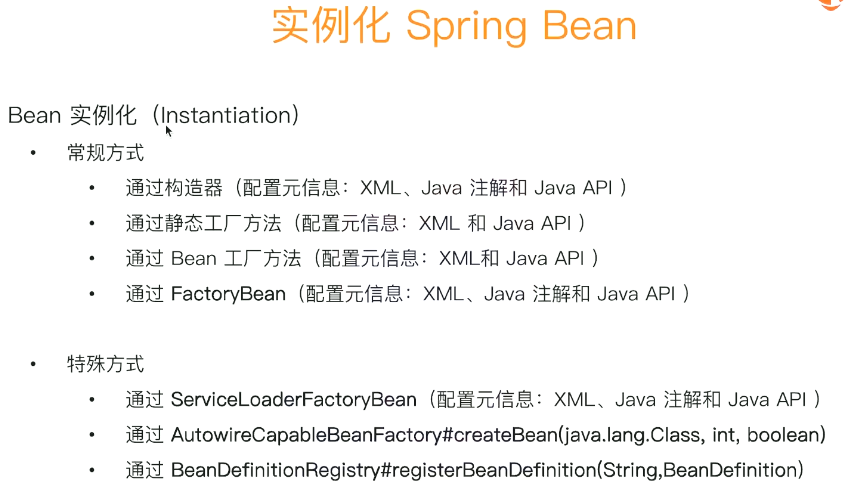 实例化 Spring Bean
Bean 实例化（Instantiation）
• 常规方式
• 通过构造器（配置元信息：XML、Java 注解和 Java API ）
• 通过静态工厂方法（配置元信息：XML 和 Java API ）
• 通过 Bean 工厂方法（配置元信息：XML和 Java API ）
• 通过 FactoryBean（配置元信息：XML、Java 注解和 Java API ）
• 特殊方式
• 通过 ServiceLoaderFactoryBean（配置元信息：XML、Java 注解和 Java API ）
• 通过 AutowireCapableBeanFactory#createBean(java.lang.Class, int, boolean)
• 通过 BeanDefinitionRegistry#registerBeanDefinition(String,BeanDefinition)